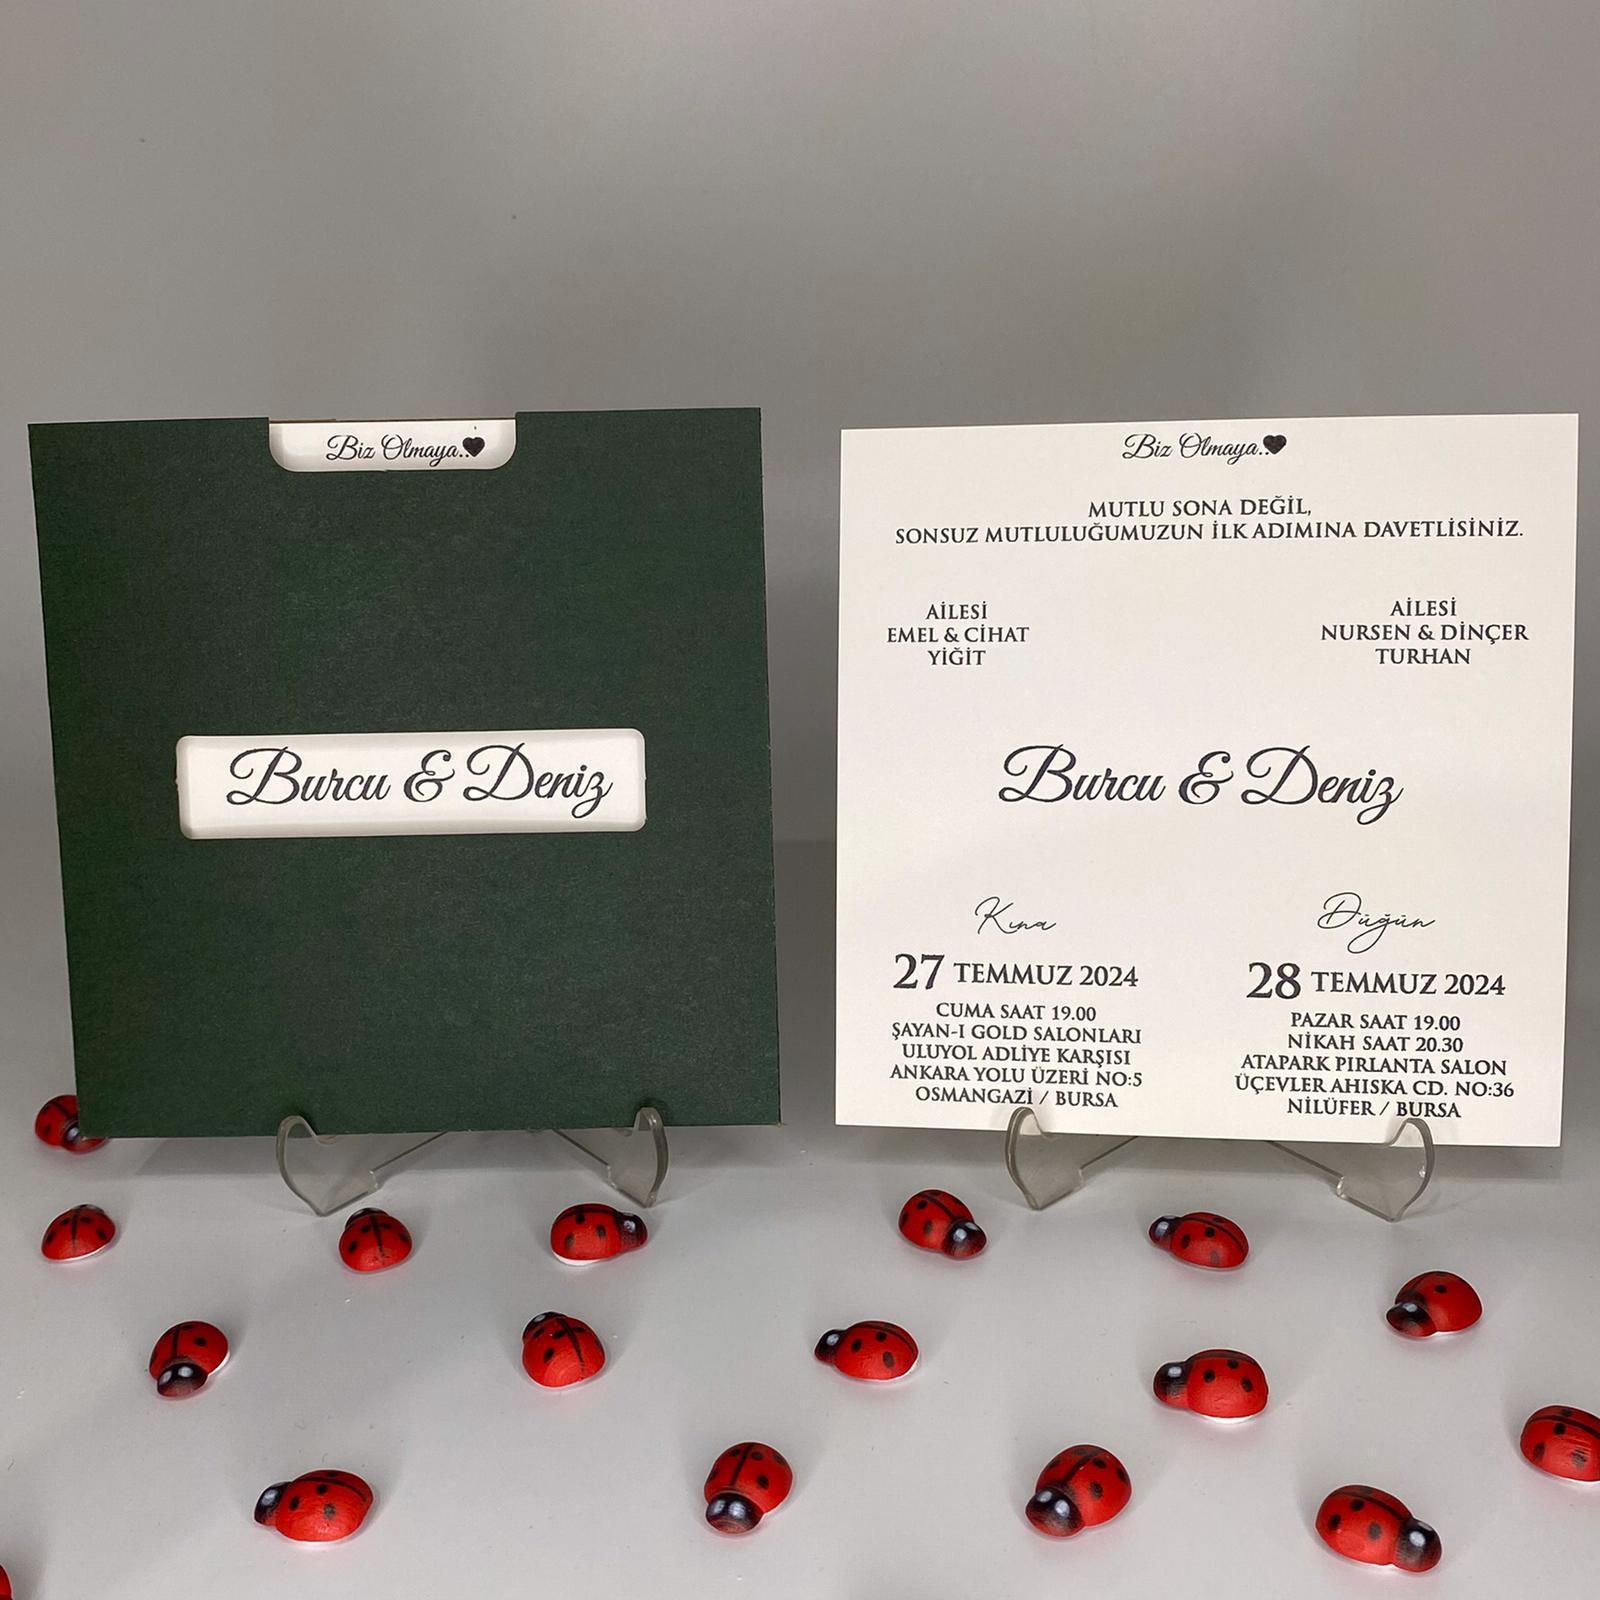 Biz Olmaya..
Burcu & Deniz
Biz Olmaya..
MUTLU SONA DEĞİL,
SONSUZ MUTLULUĞUMUZUN İLK ADIMINA DAVETLİSİNİZ.
AİLESİ
EMEL & CİHAT
YİĞİT
AİLESİ
NURSEN & DİNÇER
TURHAN
Burcu & Deniz
Kına
27 TEMMUZ 2024
CUMA SAAT 19.00
ŞAYAN-I GOLD SALONLARI
ULUYOL ADLİYE KARŞISI
ANKARA YOLU ÜZERİ NO:5
OSMANGAZİ / BURSA
Düğün
28 TEMMUZ 2024
PAZAR SAAT 19.00
NİKAH SAAT 20.30
ATAPARK PIRLANTA SALON
ÜÇEVLER AHISKA CD. NO:36
NİLÜFER / BURSA